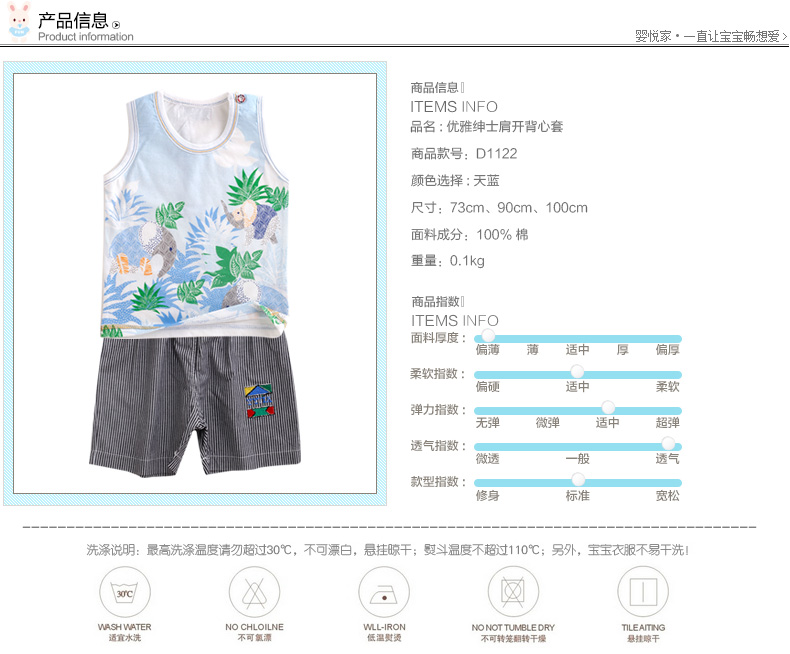 产品信息
Product information
婴悦家·一直让宝宝畅想爱>
商品信息
ITEMS INFO
品名：优雅绅士肩开背心套
商品款号：D1122
颜色选择：天蓝
尺寸：73cm、90cm、100cm
面料成分：100% 棉
重量：0.1kg
商品指数
ITEMS INFO
面料厚度：
偏薄 薄 适中 厚 偏厚
柔软指数：
偏硬 适中 柔软
弹力指数：
无弹 微弹 适中 超弹
透气指数：
微透 一般 透气
款型指数：
修身 标准 宽松
洗涤说明：最高洗涤温度请勿超过30℃，不可漂白，悬挂晾干；熨斗温度不超过110℃；另外，宝宝衣服不易干洗！
30℃
WASH WATER NO CHLOILNE WLL-IRON NO NOT TUMBLE DRY TILEAITING
适宜水洗 不可氯漂 低温熨烫 不可转笼翻转干燥 悬挂晾干